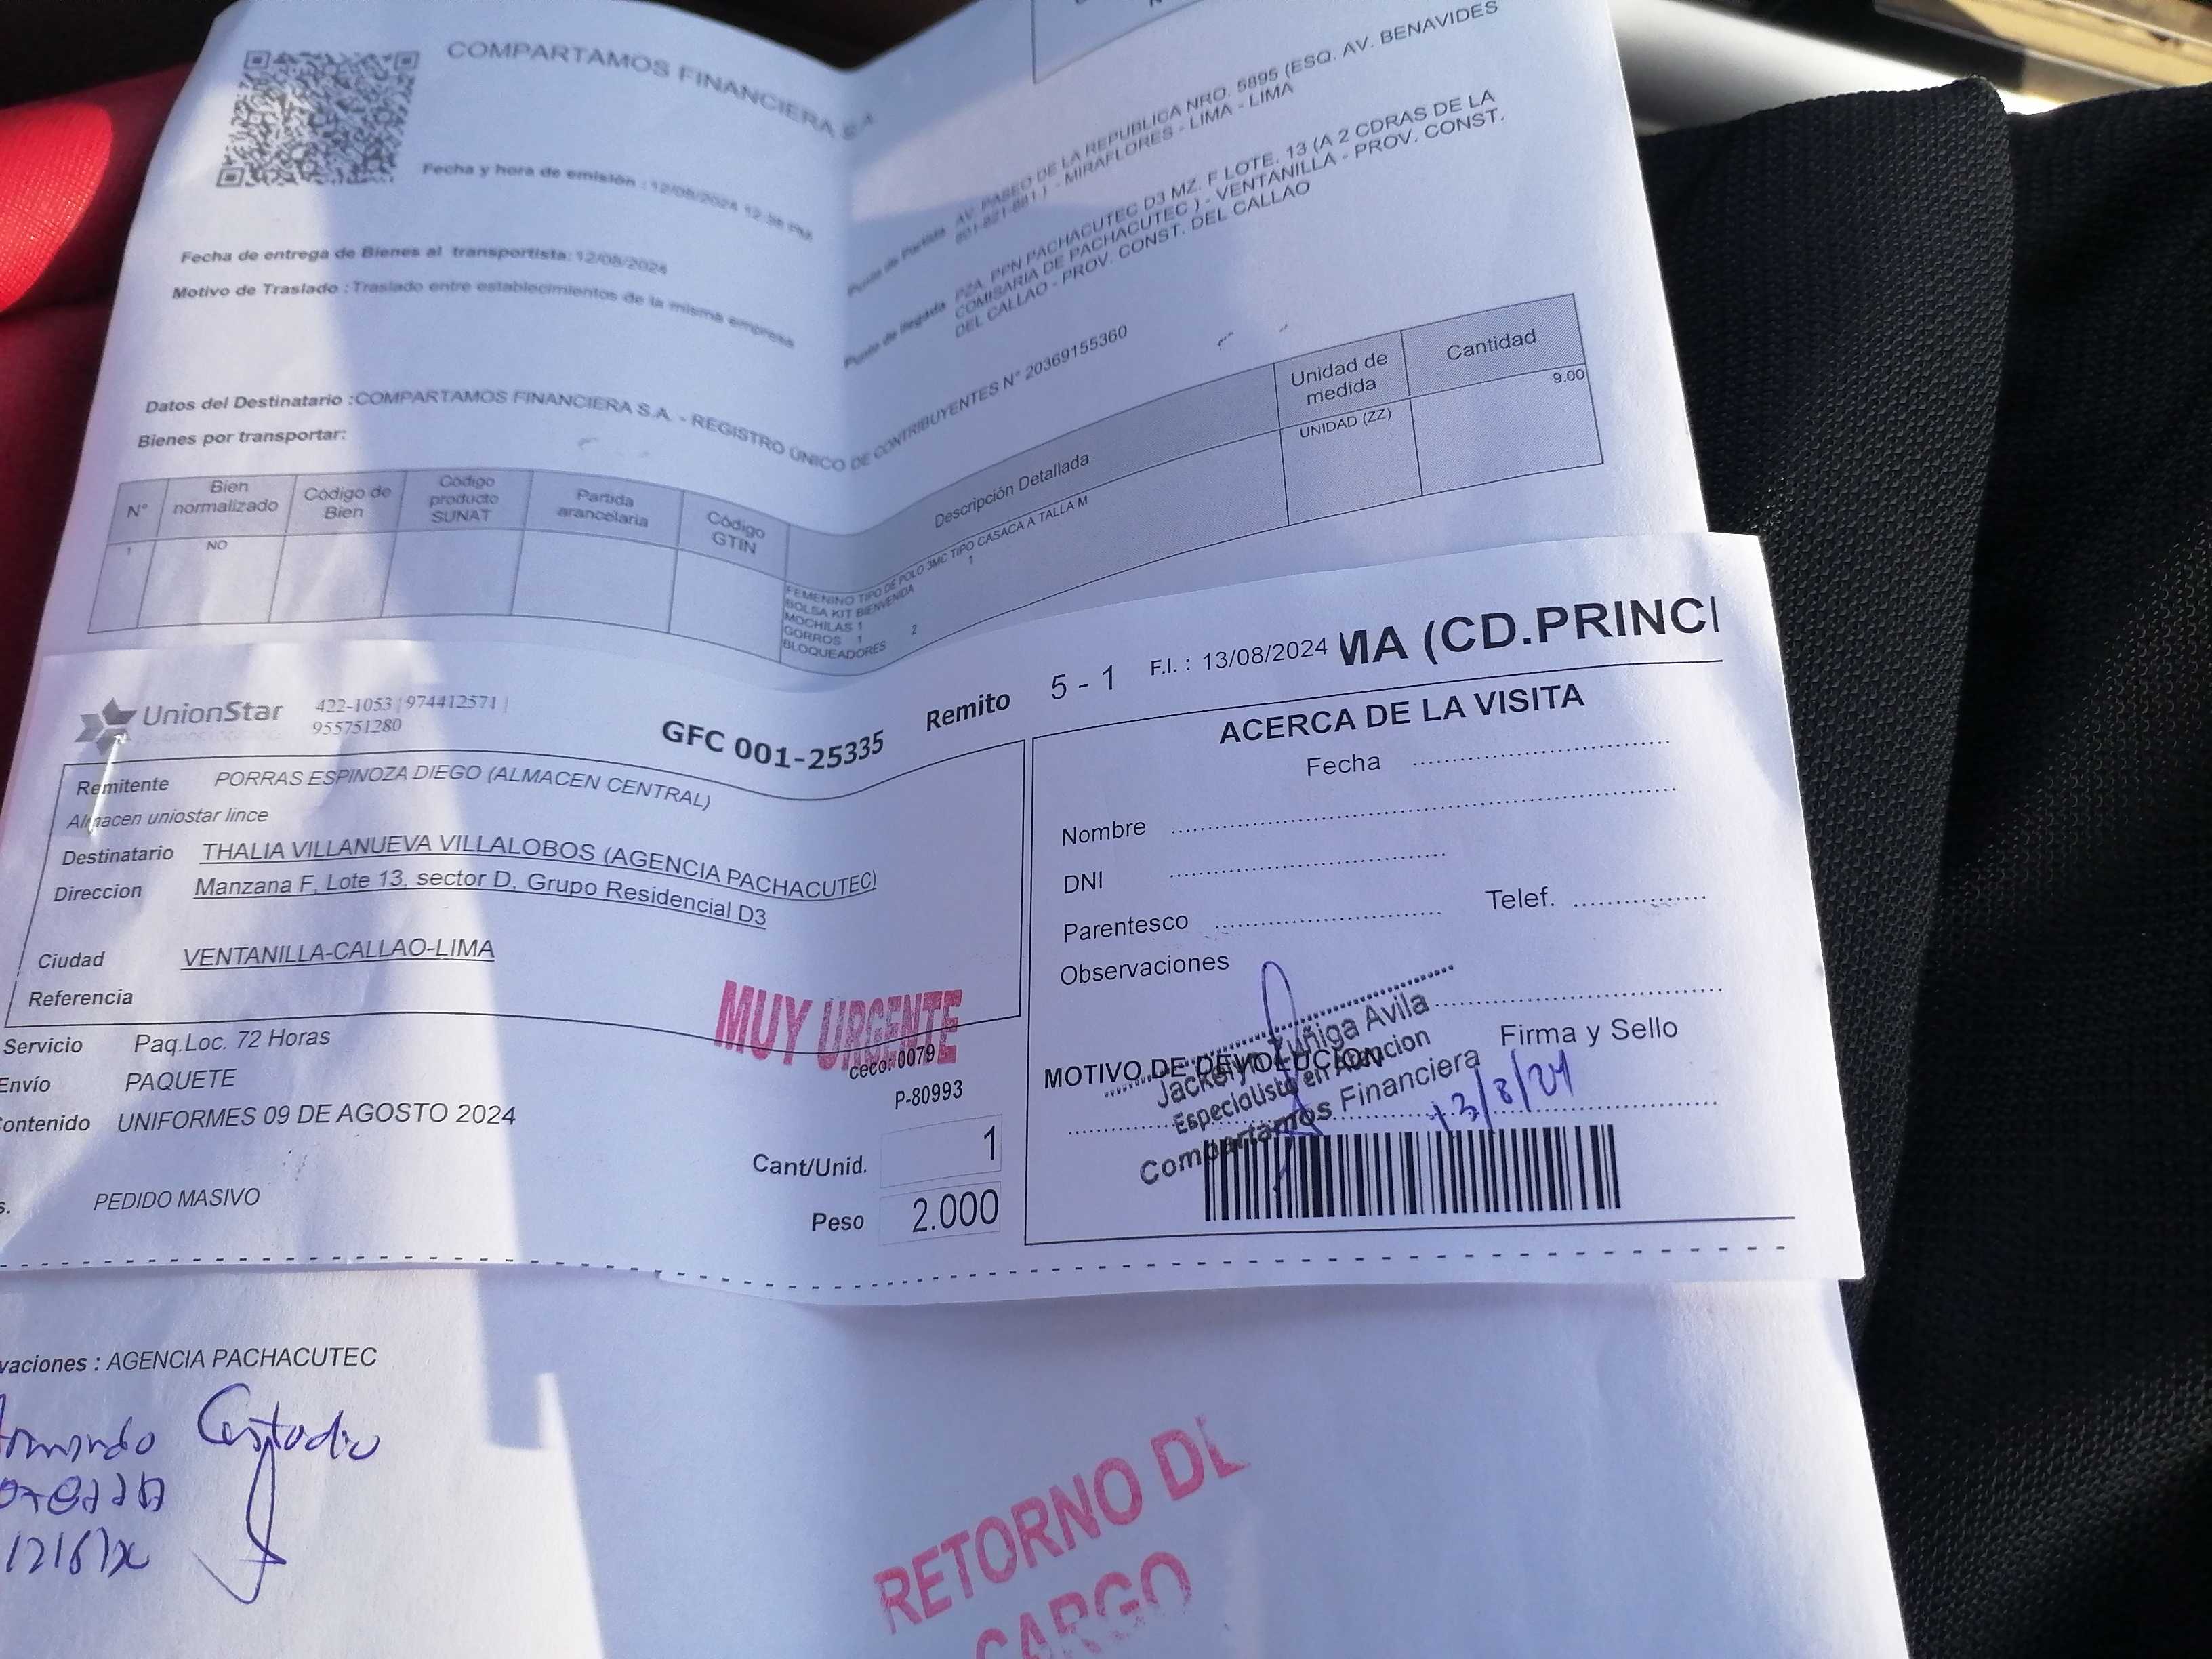 COMPARTAMOS FINANCIERA S.A.
Fecha y hora de emisión : 12/08/2024 12:36 PM
Fecha de entrega de Bienes al transportista: 12/08/2024
Motivo de Traslado : Traslado entre establecimientos de la misma empresa
Punto de Partida AV. PASEO DE LA REPUBLICA NRO. 5895 (ESQ. AV. BENAVIDES
) - MIRAFLORES - LIMA - LIMA
Punto de llegada PZA. PPN PACHACUTEC D3 MZ. F LOTE. 13 (A 2 CDRAS DE LA
COMISARIA DE PACHACUTEC ) - VENTANILLA - PROV. CONST.
DEL CALLAO - PROV. CONST. DEL CALLAO
Datos del Destinatario : COMPARTAMOS FINANCIERA S.A. - REGISTRO ÚNICO DE CONTRIBUYENTES N° 20369155360
Bienes por transportar:
N° Bien normalizado Código de Bien Código producto SUNAT Partida arancelaria Código GTIN Descripción Detallada Unidad de medida Cantidad
1 NO UNIDAD (ZZ) 9.00
FEMENINO TIPO DE POLO 3MC TIPO CASACA A TALLA M 1
BOLSA KIT BIENVENIDA 2
MOCHILAS 1
GORROS 1
BLOQUEADORES
UnionStar 422-1053 | 974412571 |
955751280
GFC 001-25335 Remito 5 - 1 F.I. : 13/08/2024 MA (CD.PRINCI
Remitente PORRAS ESPINOZA DIEGO (ALMACEN CENTRAL)
Almacen uniostar lince
Destinatario THALIA VILLANUEVA VILLALOBOS (AGENCIA PACHACUTEC)
Direccion Manzana F, Lote 13, sector D, Grupo Residencial D3
Ciudad VENTANILLA-CALLAO-LIMA
Referencia
MUY URGENTE
Servicio Paq.Loc. 72 Horas
ceco: 0079
Envío PAQUETE
P-80993
ontenido UNIFORMES 09 DE AGOSTO 2024
Cant/Unid. 1
s. PEDIDO MASIVO
Peso 2.000
ACERCA DE LA VISITA
Fecha
Nombre
DNI
Parentesco Telef.
Observaciones
Firma y Sello
MOTIVO DE DEVOLUCION
Jackelyn Zuñiga Avila
Especialista en Atencion
Compartamos Financiera
13/8/24
vaciones : AGENCIA PACHACUTEC
Custodio
RETORNO DE
CARGO